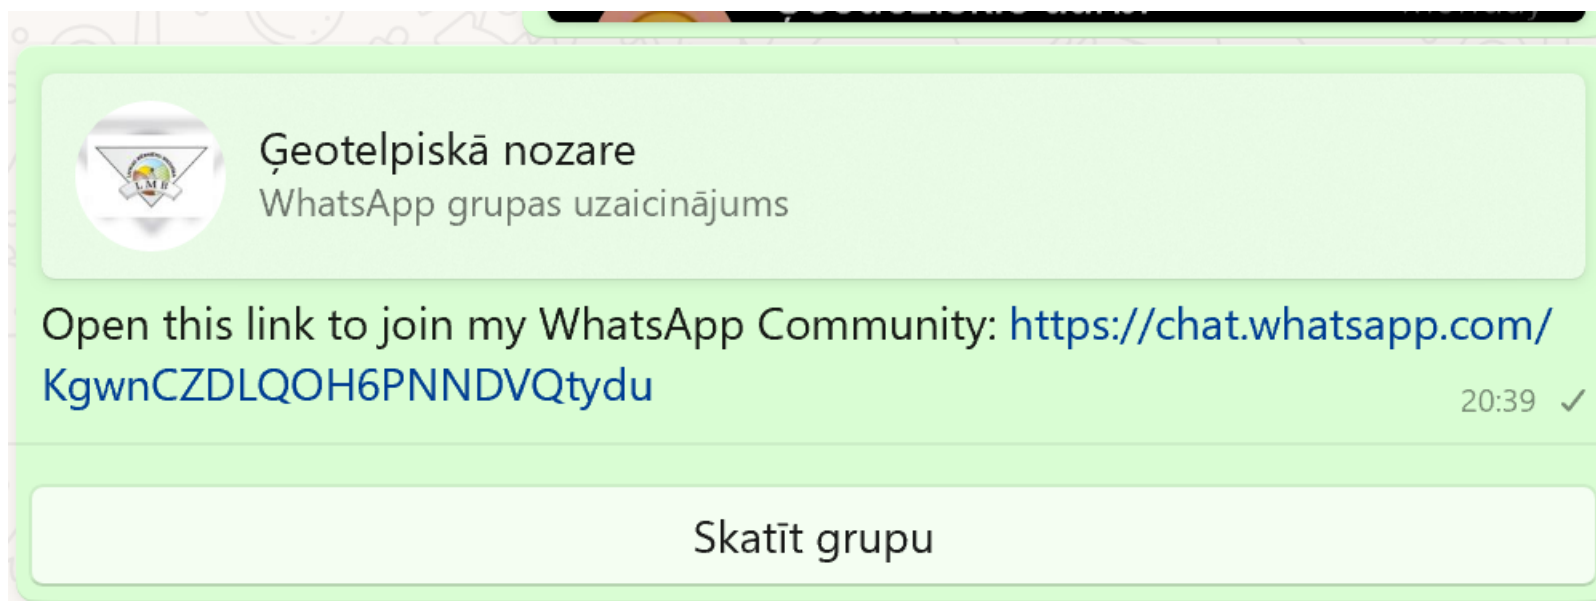 Ģeotelpiskā nozare
WhatsApp grupas uzaicinājums
LMB
Open this link to join my WhatsApp Community: https://chat.whatsapp.com/
KgwnCZDLQOH6PNNDVQtydu
20:39
Skatīt grupu